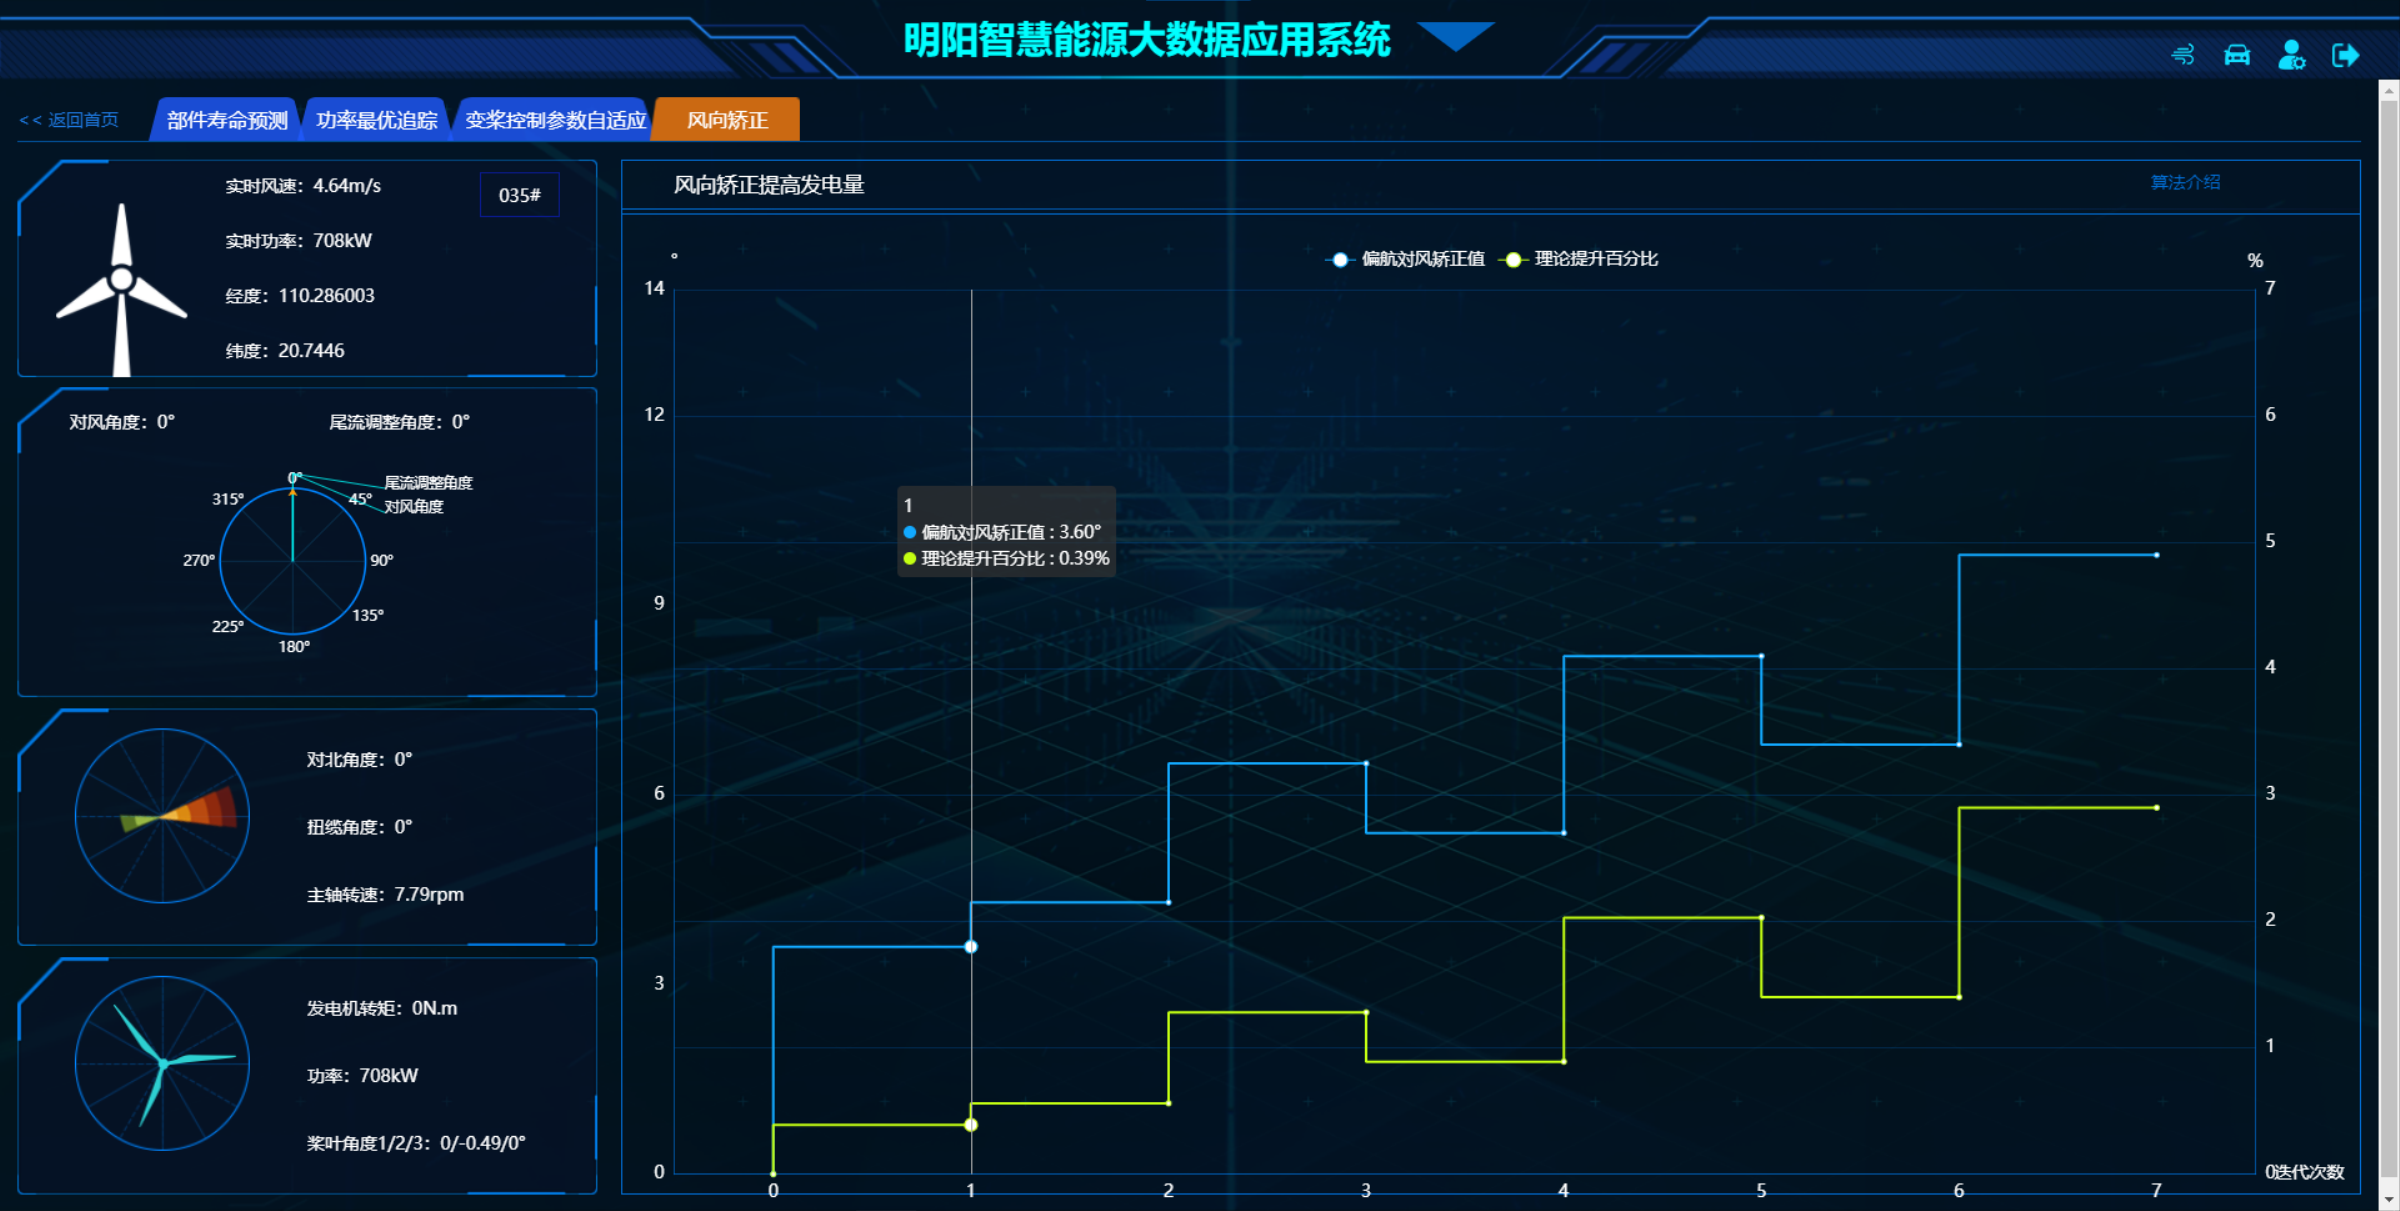 明阳智慧能源大数据应用系统
<< 返回首页
部件寿命预测
功率最优追踪
变桨控制参数自适应
风向矫正
实时风速：4.64m/s
035#
实时功率：708kW
经度：110.286003
纬度：20.7446
对风角度：0°
尾流调整角度：0°
0°
尾流调整角度
315°
45°
对风角度
270°
90°
225°
135°
180°
对北角度：0°
扭缆角度：0°
主轴转速：7.79rpm
发电机转矩：0N.m
功率：708kW
桨叶角度1/2/3：0/-0.49/0°
风向矫正提高发电量
算法介绍
°
偏航对风矫正值
理论提升百分比
%
14
7
12
6
1
偏航对风矫正值 : 3.60°
理论提升百分比 : 0.39%
5
9
4
6
3
2
3
1
0
0迭代次数
0
1
2
3
4
5
6
7